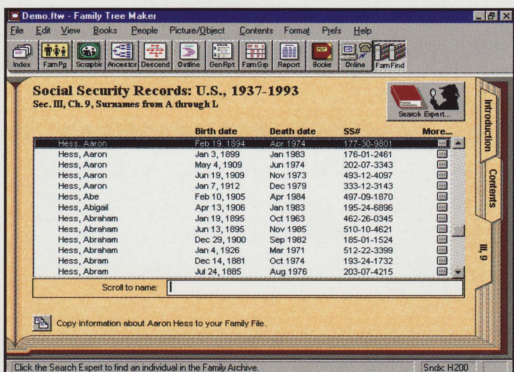 Demo.ftw - Family Tree Maker
File Edit View Books People Picture/Object Contents Format Prefs Help
Index FamPg Scrapbk Ancestor Descend Outline GenRpt FamGrp Report Books Online FamFind
Social Security Records: U.S., 1937-1993
Sec. III, Ch. 9, Surnames from A through L
Search Expert...
Birth date Death date SS# More...
Hess, Aaron Feb 19, 1894 Apr 1974 177-30-9801
Hess, Aaron Jan 3, 1899 Jan 1983 176-01-2461
Hess, Aaron May 4, 1909 Jun 1974 202-07-3343
Hess, Aaron Jun 19, 1909 Nov 1973 493-12-4097
Hess, Aaron Jan 7, 1912 Dec 1979 333-12-3143
Hess, Abe Feb 10, 1905 Apr 1984 497-09-1870
Hess, Abigail Apr 13, 1906 Jan 1983 195-24-6896
Hess, Abraham Jan 19, 1895 Oct 1963 462-26-0345
Hess, Abraham Jun 13, 1895 Nov 1985 510-10-4621
Hess, Abraham Dec 29, 1900 Sep 1982 185-01-1524
Hess, Abraham Jan 4, 1926 Mar 1971 512-22-3399
Hess, Abram Dec 14, 1881 Oct 1974 193-24-1732
Hess, Abram Jul 24, 1885 Aug 1976 203-07-4215
Scroll to name:
Copy information about Aaron Hess to your Family File.
Introduction
Contents
III, 9
Click the Search Expert to find an individual in the Family Archive. Sndx: H200